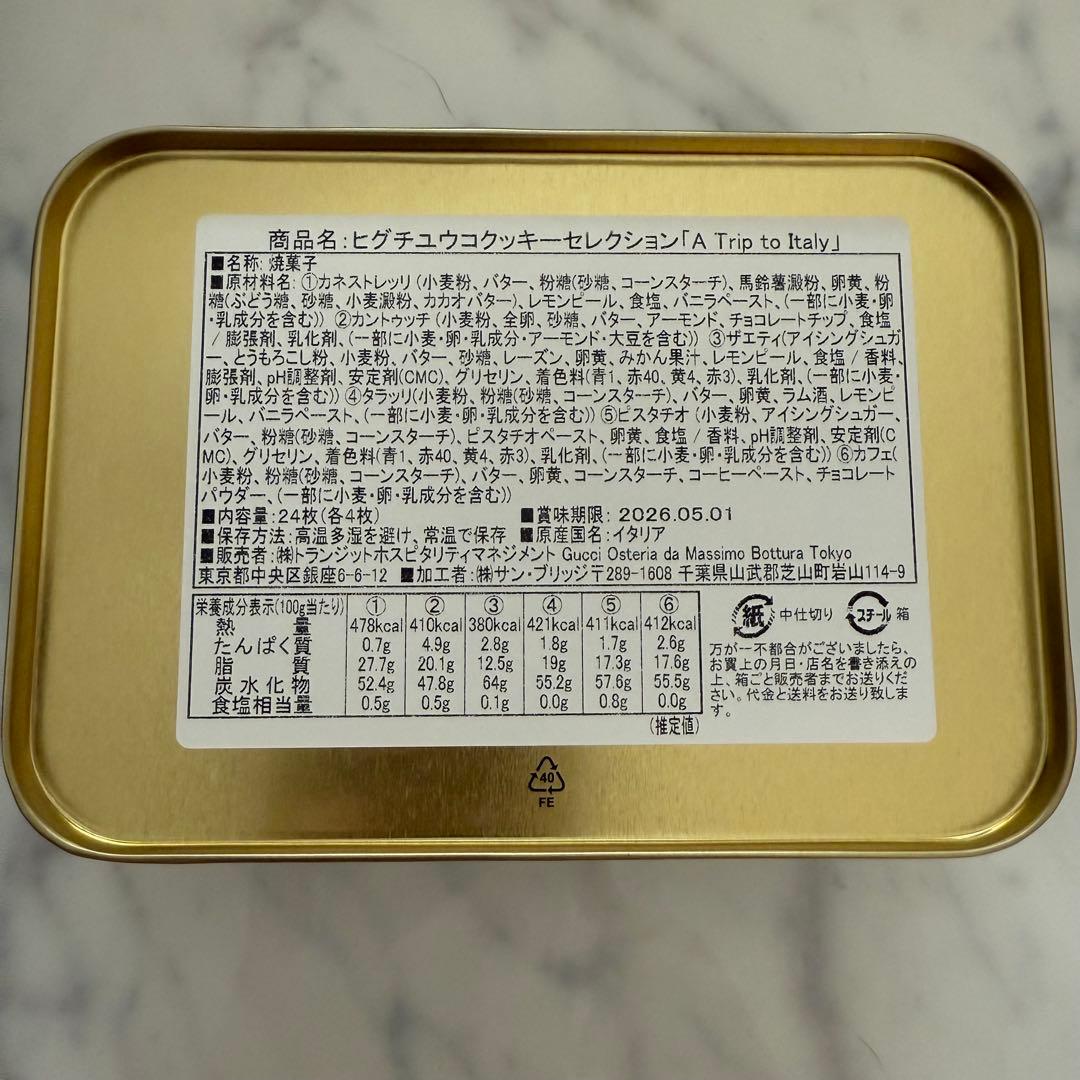 商品名:ヒグチユウコクッキーセレクション「A Trip to Italy」
■名称: 焼菓子
■原材料名: ①カネストレッリ (小麦粉、バター、粉糖(砂糖、コーンスターチ)、馬鈴薯澱粉、卵黄、粉
糖(ぶどう糖、砂糖、小麦澱粉、カカオバター)、レモンピール、食塩、バニラペースト、(一部に小麦・卵
・乳成分を含む)) ②カントゥッチ (小麦粉、全卵、砂糖、バター、アーモンド、チョコレートチップ、食塩
/ 膨張剤、乳化剤、(一部に小麦・卵・乳成分・アーモンド・大豆を含む)) ③ザエティ(アイシングシュガ
ー、とうもろこし粉、小麦粉、バター、砂糖、レーズン、卵黄、みかん果汁、レモンピール、食塩 / 香料、
膨張剤、pH調整剤、安定剤(CMC)、グリセリン、着色料(青1、赤40、黄4、赤3)、乳化剤、(一部に小麦・
卵・乳成分を含む)) ④タラッリ(小麦粉、粉糖(砂糖、コーンスターチ)、バター、卵黄、ラム酒、レモンピ
ール、バニラペースト、(一部に小麦・卵・乳成分を含む)) ⑤ピスタチオ (小麦粉、アイシングシュガー、
バター、粉糖(砂糖、コーンスターチ)、ピスタチオペースト、卵黄、食塩 / 香料、pH調整剤、安定剤(C
MC)、グリセリン、着色料(青1、赤40、黄4、赤3)、乳化剤、(一部に小麦・卵・乳成分を含む)) ⑥カフェ(
小麦粉、粉糖(砂糖、コーンスターチ)、バター、卵黄、コーンスターチ、コーヒーペースト、チョコレート
パウダー、(一部に小麦・卵・乳成分を含む))
■内容量:24枚(各4枚) ■賞味期限: 2026.05.01
■保存方法:高温多湿を避け、常温で保存 ■原産国名:イタリア
■販売者:㈱トランジットホスピタリティマネジメント Gucci Osteria da Massimo Bottura Tokyo
東京都中央区銀座6-6-12 ■加工者:㈱サン・ブリッジ〒289-1608 千葉県山武郡芝山町岩山114-9
栄養成分表示(100g当たり) ① ② ③ ④ ⑤ ⑥
熱量 478kcal 410kcal 380kcal 421kcal 411kcal 412kcal
たんぱく質 0.7g 4.9g 2.8g 1.8g 1.7g 2.6g
脂質 27.7g 20.1g 12.5g 19g 17.3g 17.6g
炭水化物 52.4g 47.8g 64g 55.2g 57.6g 55.5g
食塩相当量 0.5g 0.5g 0.1g 0.0g 0.8g 0.0g
(推定値)
紙 中仕切り スチール 箱
万が一不都合がございましたら、
お買上の月日・店名を書き添えの
上、箱ごと販売者までお送りくだ
さい。代金と送料をお送り致しま
す。
40
FE